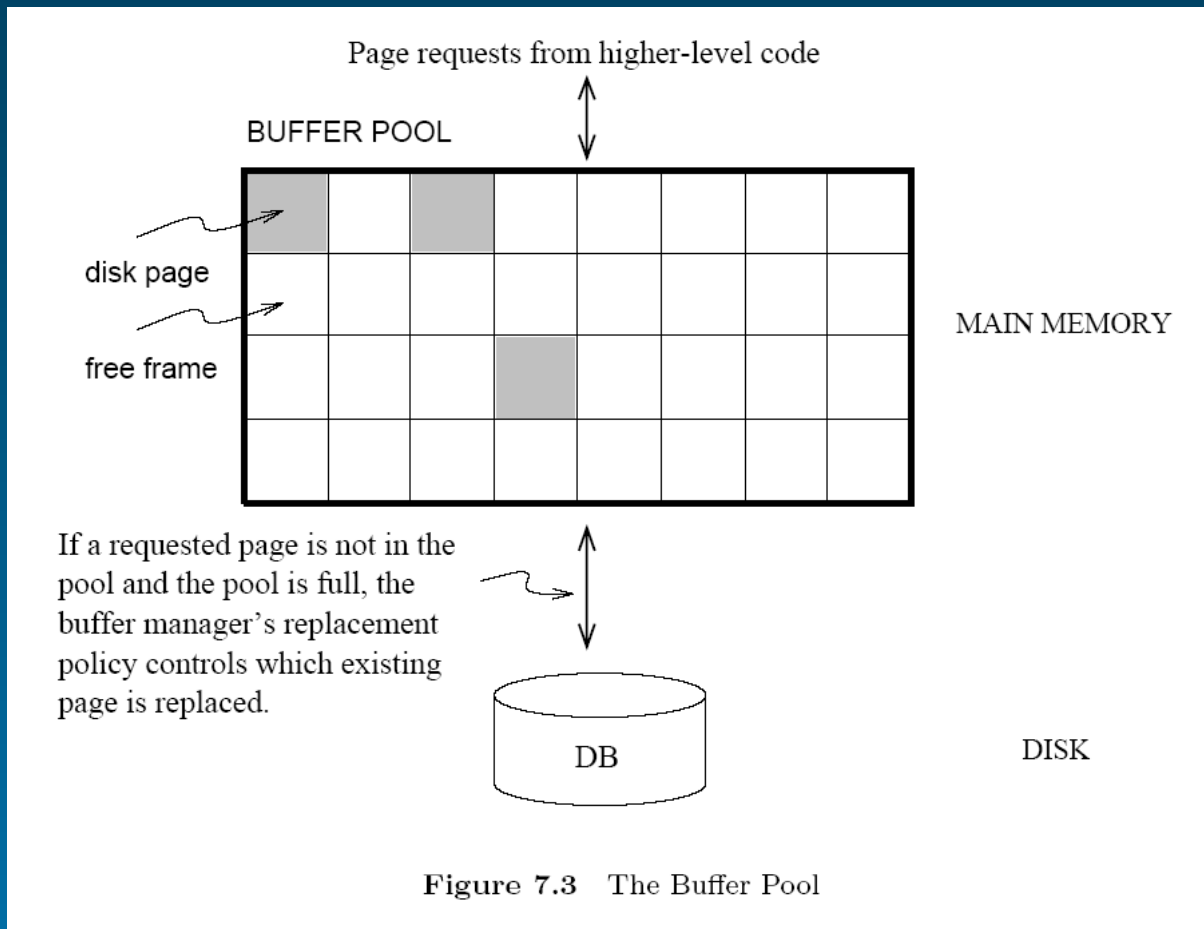 Page requests from higher-level code
BUFFER POOL
disk page
free frame
MAIN MEMORY
If a requested page is not in the
pool and the pool is full, the
buffer manager’s replacement
policy controls which existing
page is replaced.
DB
DISK
Figure 7.3 The Buffer Pool